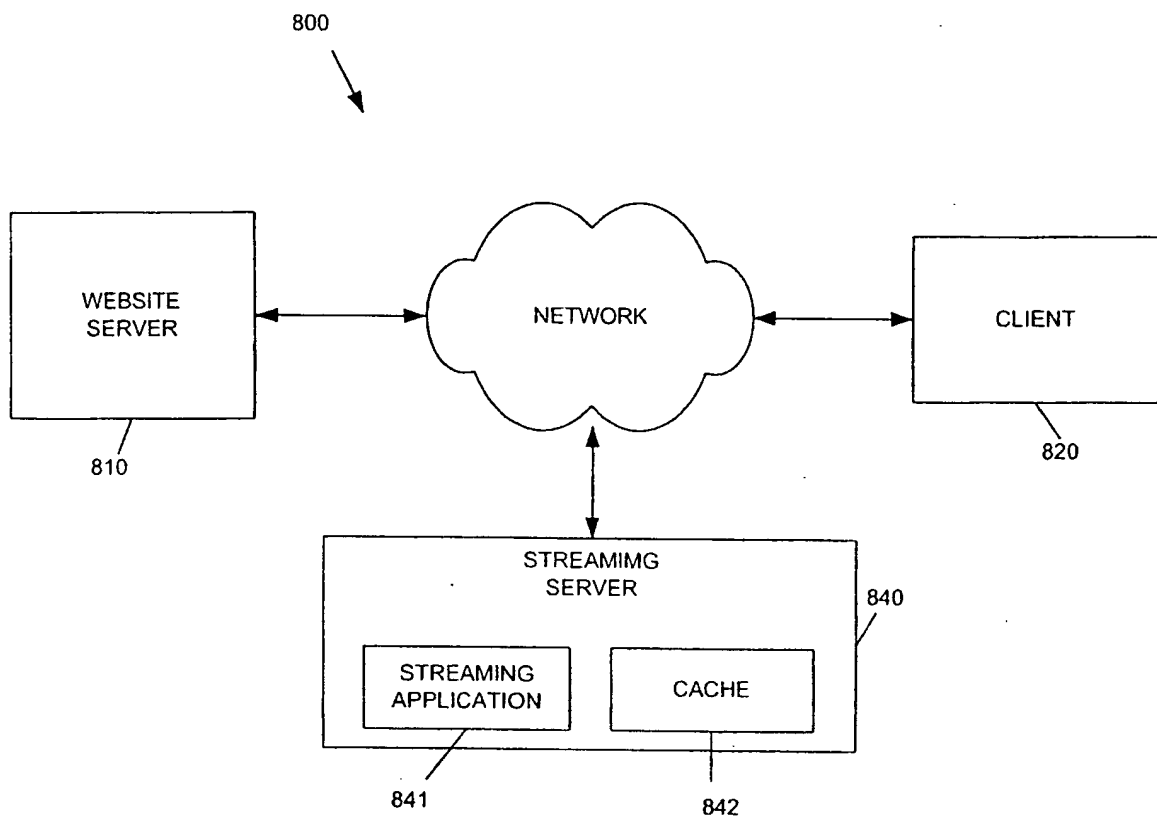 800
WEBSITE
SERVER
NETWORK
CLIENT
810
820
STREAMIMG
SERVER
840
STREAMING
APPLICATION
CACHE
841
842